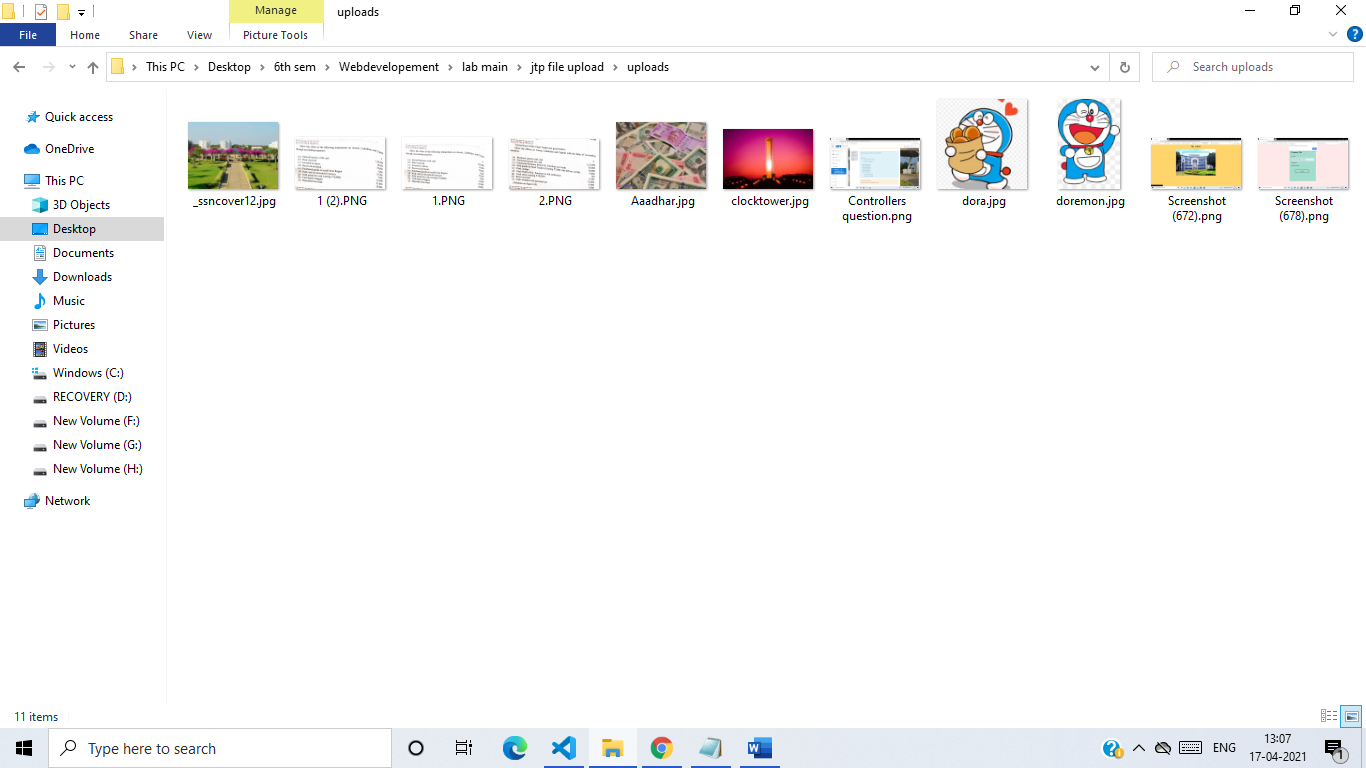 Manage
uploads
File
Home
Share
View
Picture Tools
This PC
Desktop
6th sem
Webdevelopement
lab main
jtp file upload
uploads
Search uploads
Quick access
OneDrive
This PC
3D Objects
Desktop
Documents
Downloads
Music
Pictures
Videos
Windows (C:)
RECOVERY (D:)
New Volume (F:)
New Volume (G:)
New Volume (H:)
Network
_ssncover12.jpg
1 (2).PNG
1.PNG
2.PNG
Aaadhar.jpg
clocktower.jpg
Controllers
question.png
dora.jpg
doremon.jpg
Screenshot
(672).png
Screenshot
(678).png
11 items
Type here to search
ENG
13:07
17-04-2021
1